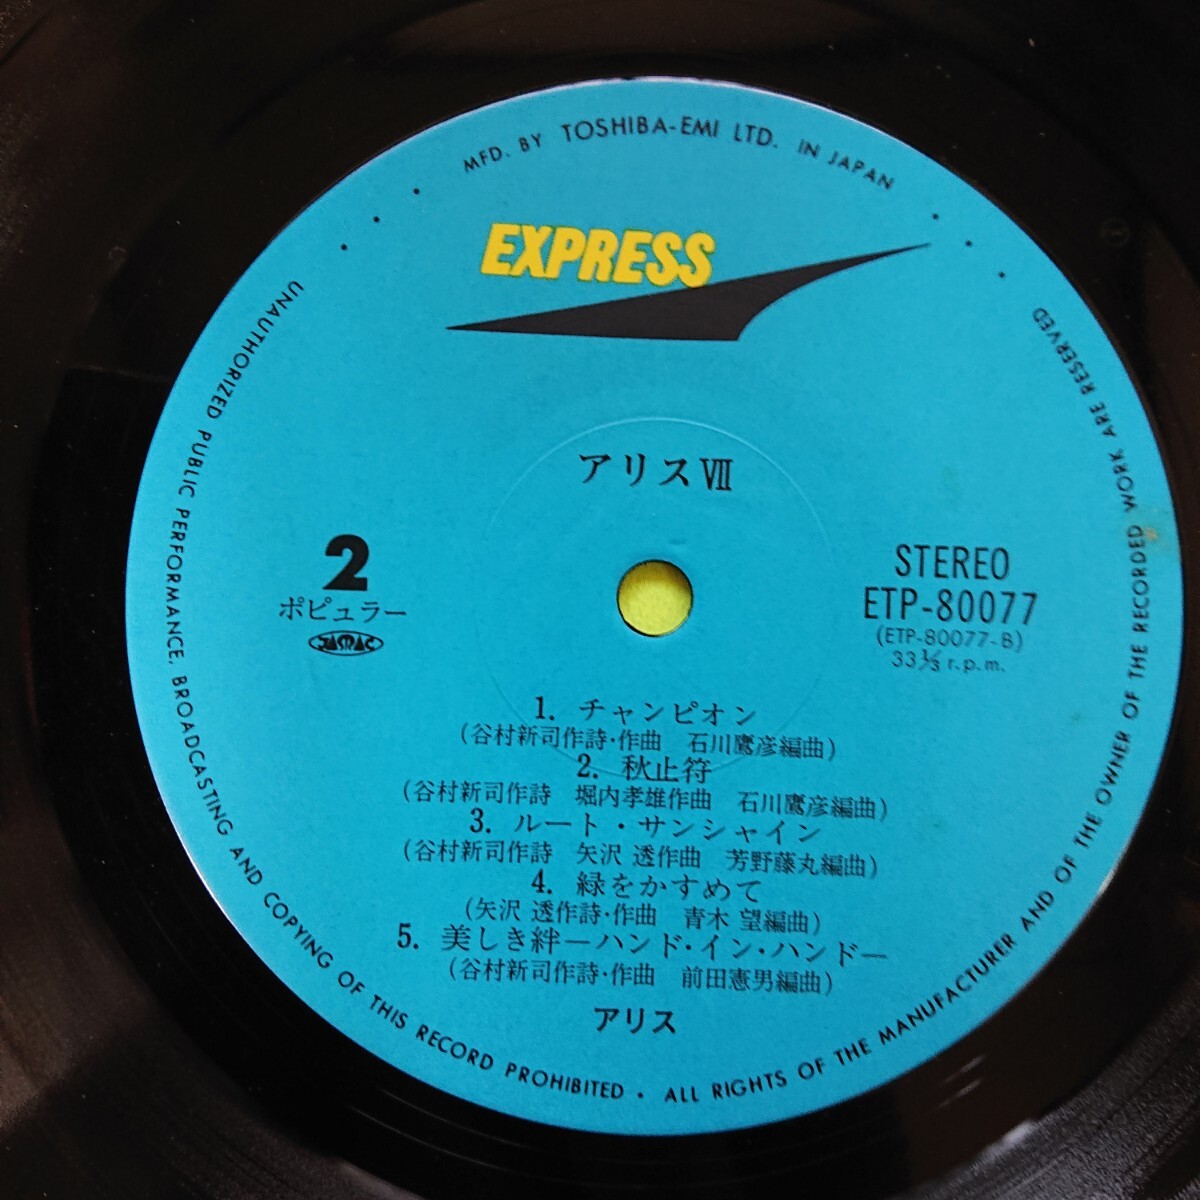 MFD. BY TOSHIBA-EMI LTD. IN JAPAN
EXPRESS
アリス Ⅶ
2
ポピュラー
JASRAC
STEREO
ETP-80077
(ETP-80077-B)
33⅓ r.p.m.
1. チャンピオン
(谷村新司作詩・作曲 石川鷹彦編曲)
2. 秋止符
(谷村新司作詩 堀内孝雄作曲 石川鷹彦編曲)
3. ルート・サンシャイン
(谷村新司作詩 矢沢 透作曲 芳野藤丸編曲)
4. 緑をかすめて
(矢沢 透作詩・作曲 青木 望編曲)
5. 美しき絆―ハンド・イン・ハンド―
(谷村新司作詩・作曲 前田憲男編曲)
アリス
UNAUTHORIZED PUBLIC PERFORMANCE, BROADCASTING AND COPYING OF THIS RECORD PROHIBITED • ALL RIGHTS OF THE MANUFACTURER AND OF THE OWNER OF THE RECORDED WORK ARE RESERVED